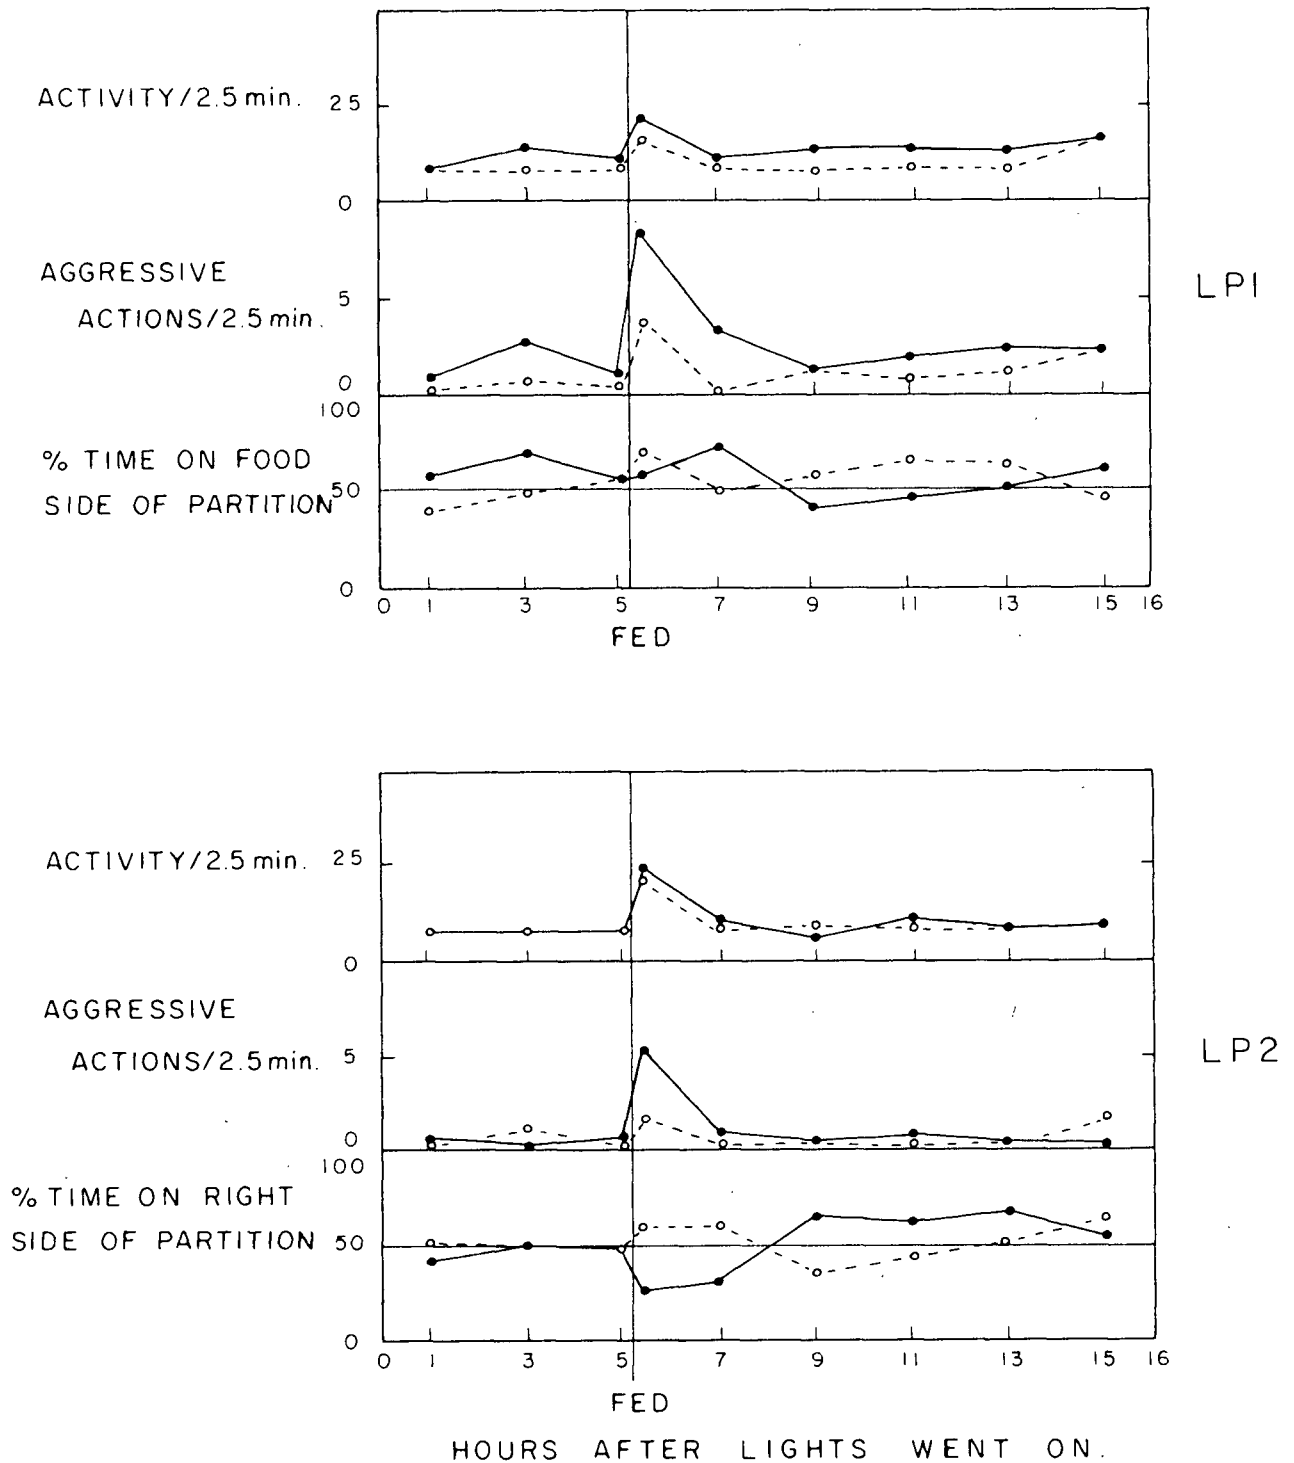 ACTIVITY/2.5 min. 25
0
AGGRESSIVE
ACTIONS/2.5 min. 5
0
LP1
100
% TIME ON FOOD
SIDE OF PARTITION 50
0
0 1 3 5 7 9 11 13 15 16
FED
ACTIVITY/2.5 min. 25
0
AGGRESSIVE
ACTIONS/2.5 min. 5
0
LP2
100
% TIME ON RIGHT
SIDE OF PARTITION 50
0
0 1 3 5 7 9 11 13 15 16
FED
HOURS AFTER LIGHTS WENT ON.